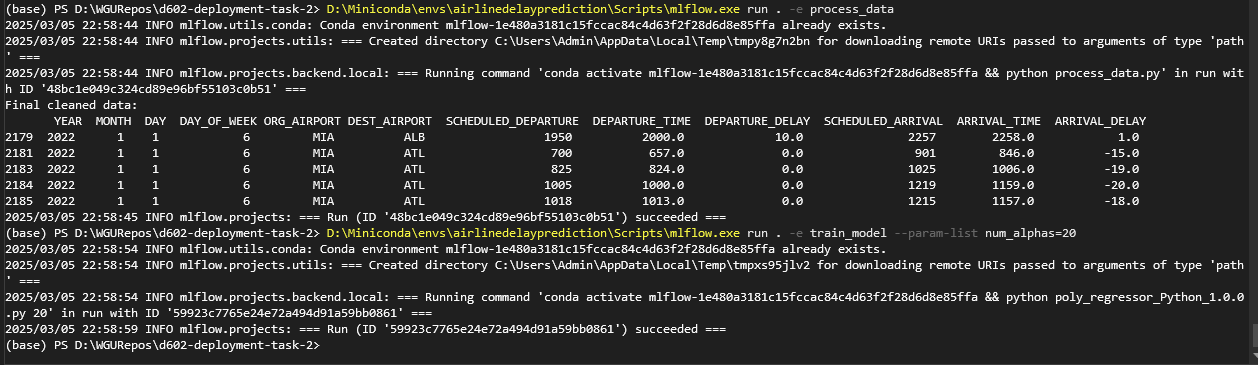 (base) PS D:\WGURepos\d602-deployment-task-2> D:\Miniconda\envs\airlinedelayprediction\Scripts\mlflow.exe run . -e process_data
2025/03/05 22:58:44 INFO mlflow.utils.conda: Conda environment mlflow-1e480a3181c15fccac84c4d63f2f28d6d8e85ffa already exists.
2025/03/05 22:58:44 INFO mlflow.projects.utils: === Created directory C:\Users\Admin\AppData\Local\Temp\tmpy8g7n2bn for downloading remote URIs passed to arguments of type 'path
' ===
2025/03/05 22:58:44 INFO mlflow.projects.backend.local: === Running command 'conda activate mlflow-1e480a3181c15fccac84c4d63f2f28d6d8e85ffa && python process_data.py' in run wit
h ID '48bc1e049c324cd89e96bf55103c0b51' ===
Final cleaned data:
YEAR MONTH DAY DAY_OF_WEEK ORG_AIRPORT DEST_AIRPORT SCHEDULED_DEPARTURE DEPARTURE_TIME DEPARTURE_DELAY SCHEDULED_ARRIVAL ARRIVAL_TIME ARRIVAL_DELAY
2179 2022 1 1 6 MIA ALB 1950 2000.0 10.0 2257 2258.0 1.0
2181 2022 1 1 6 MIA ATL 700 657.0 0.0 901 846.0 -15.0
2183 2022 1 1 6 MIA ATL 825 824.0 0.0 1025 1006.0 -19.0
2184 2022 1 1 6 MIA ATL 1005 1000.0 0.0 1219 1159.0 -20.0
2185 2022 1 1 6 MIA ATL 1018 1013.0 0.0 1215 1157.0 -18.0
2025/03/05 22:58:45 INFO mlflow.projects: === Run (ID '48bc1e049c324cd89e96bf55103c0b51') succeeded ===
(base) PS D:\WGURepos\d602-deployment-task-2> D:\Miniconda\envs\airlinedelayprediction\Scripts\mlflow.exe run . -e train_model --param-list num_alphas=20
2025/03/05 22:58:54 INFO mlflow.utils.conda: Conda environment mlflow-1e480a3181c15fccac84c4d63f2f28d6d8e85ffa already exists.
2025/03/05 22:58:54 INFO mlflow.projects.utils: === Created directory C:\Users\Admin\AppData\Local\Temp\tmpxs95jlv2 for downloading remote URIs passed to arguments of type 'path
' ===
2025/03/05 22:58:54 INFO mlflow.projects.backend.local: === Running command 'conda activate mlflow-1e480a3181c15fccac84c4d63f2f28d6d8e85ffa && python poly_regressor_Python_1.0.0
.py 20' in run with ID '59923c7765e24e72a494d91a59bb0861' ===
2025/03/05 22:58:59 INFO mlflow.projects: === Run (ID '59923c7765e24e72a494d91a59bb0861') succeeded ===
(base) PS D:\WGURepos\d602-deployment-task-2>